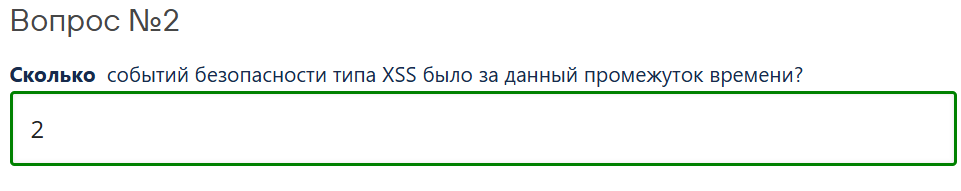 Вопрос №2
Сколько событий безопасности типа XSS было за данный промежуток времени?
2